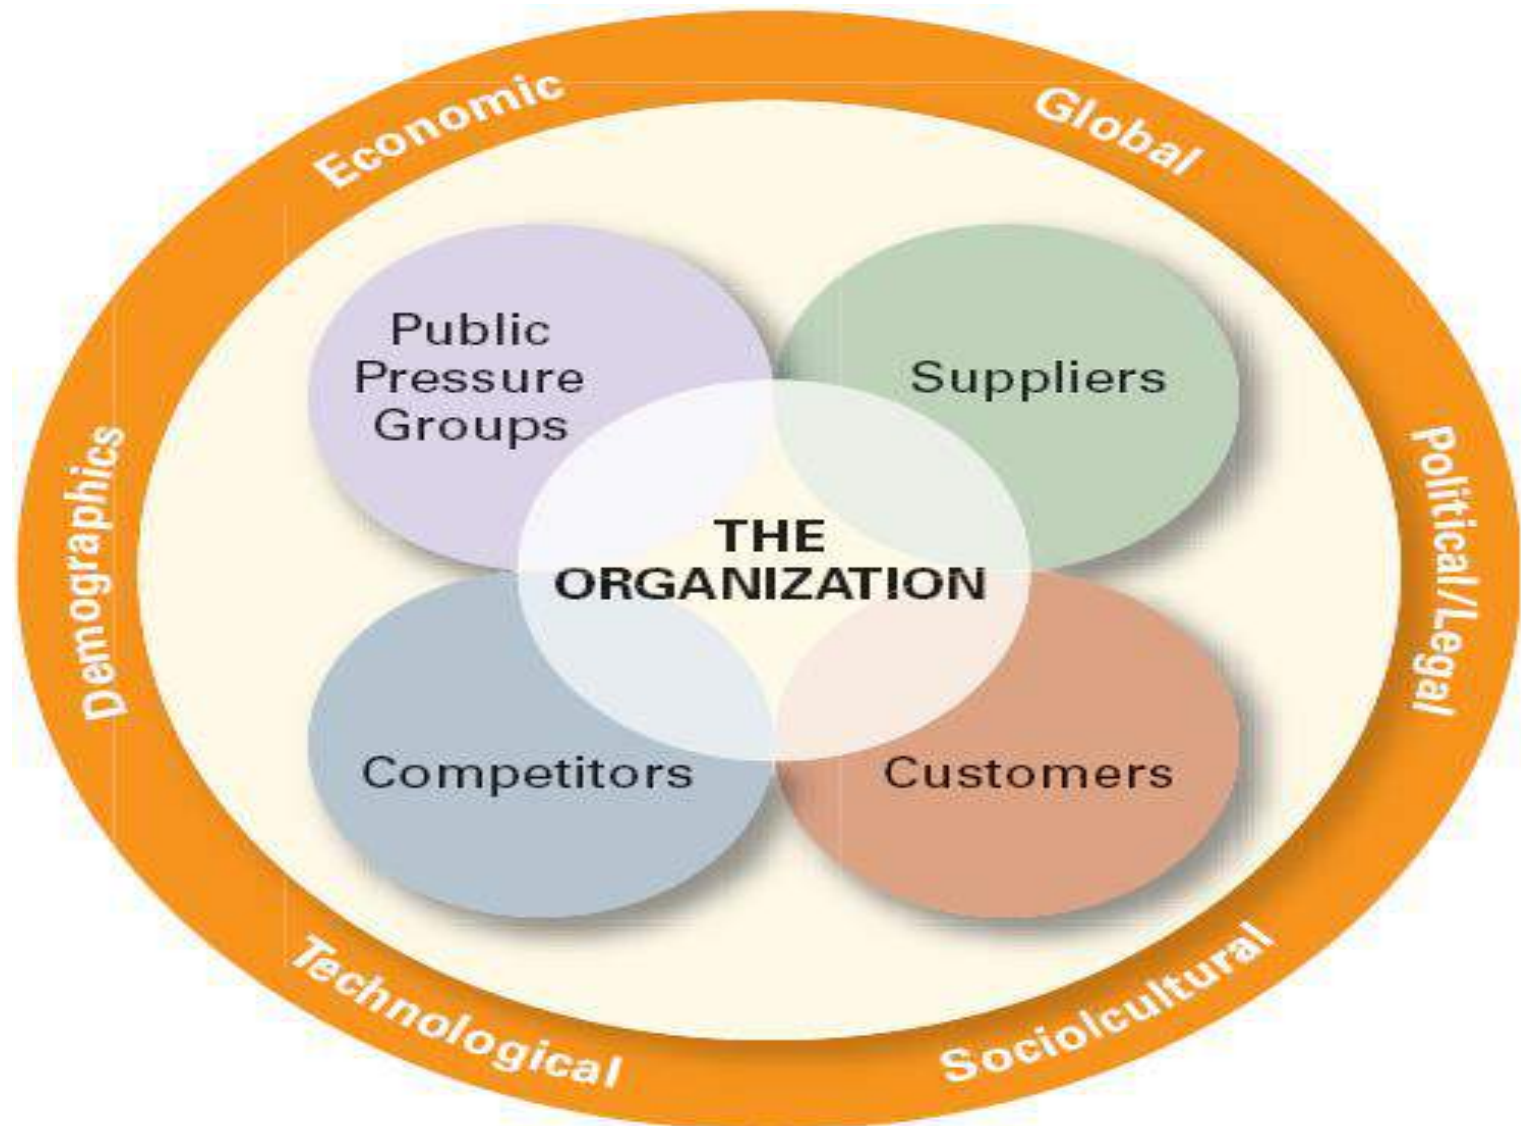 Economic
Global
Public
Pressure
Groups
Suppliers
Demographics
Political/Legal
THE
ORGANIZATION
Competitors
Customers
Technological
Sociolcultural